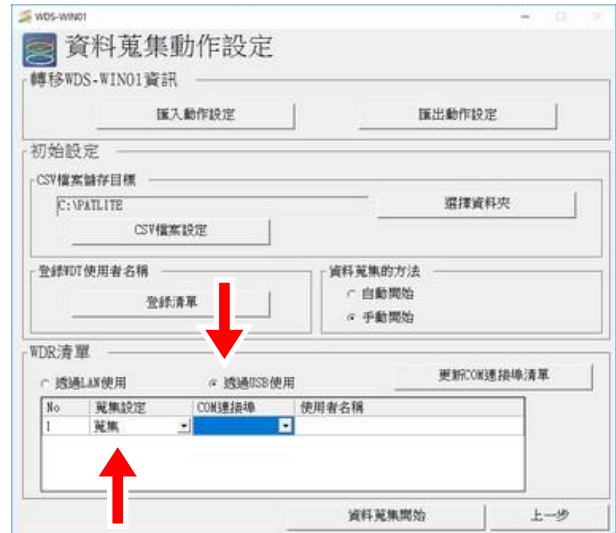 WDS-WIN01
資料蒐集動作設定
轉移WDS-WIN01資訊
匯入動作設定 匯出動作設定
初始設定
CSV檔案儲存目標
C:\PATLITE 選擇資料夾
CSV檔案設定
登錄WDT使用者名稱 資料蒐集的方法
登錄清單 自動開始
手動開始
WDR清單
透過LAN使用 透過USB使用 更新COM連接埠清單
No 蒐集設定 COM連接埠 使用者名稱
1 蒐集
資料蒐集開始 上一步